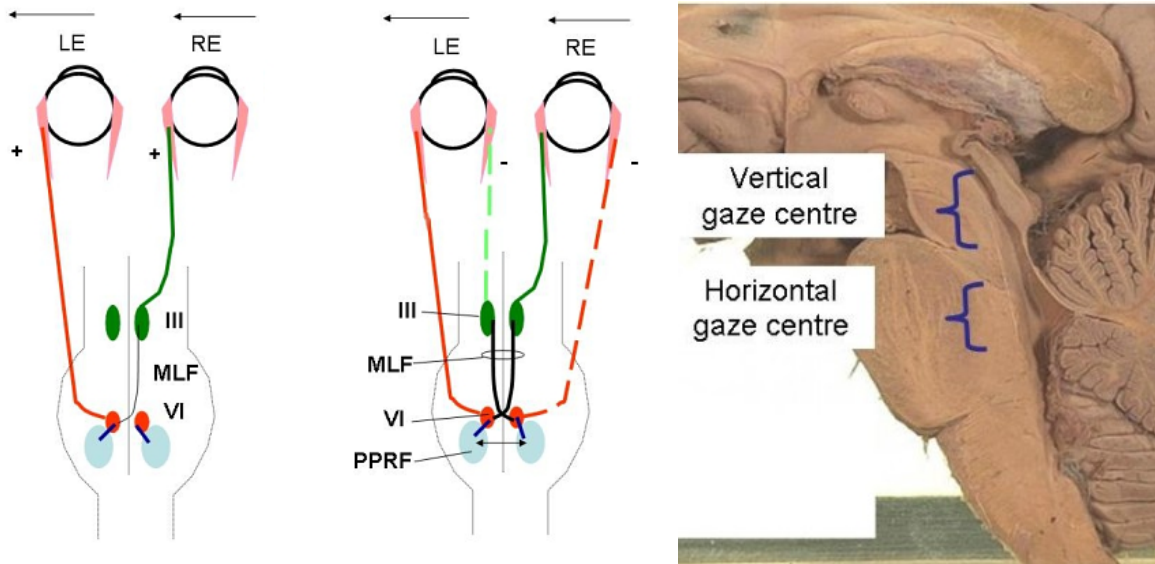 LE RE
+ +
III
MLF
VI
LE RE
- -
III
MLF
VI
PPRF
Vertical
gaze centre
Horizontal
gaze centre